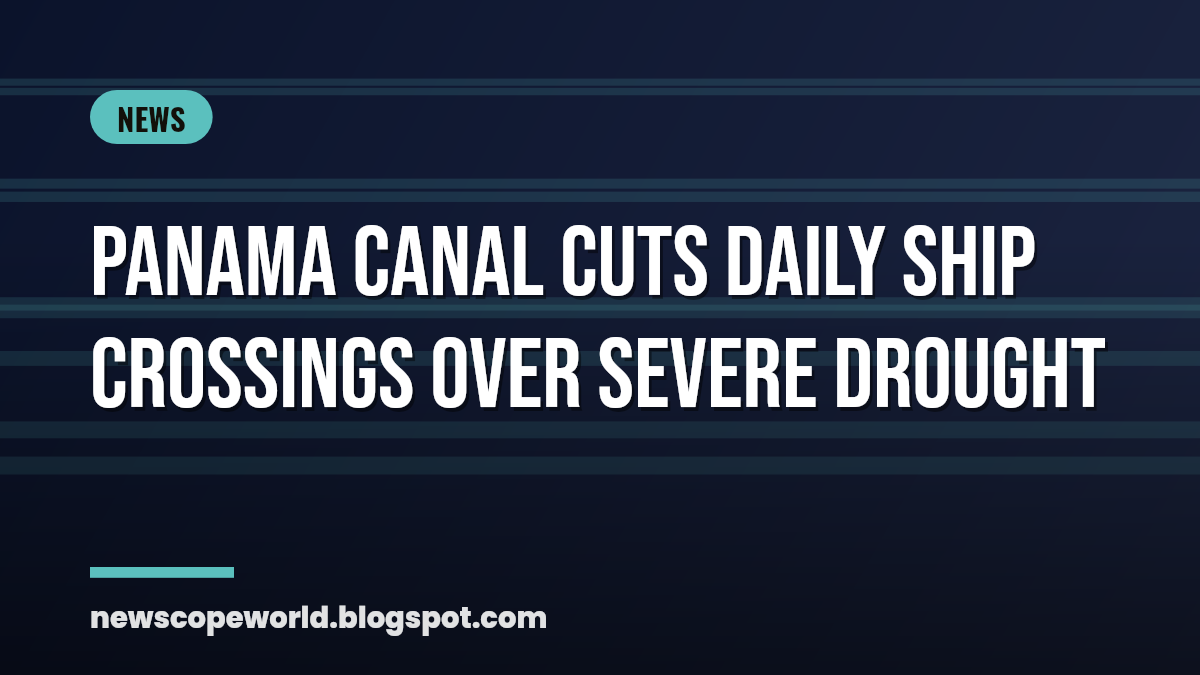 NEWS
PANAMA CANAL CUTS DAILY SHIP
CROSSINGS OVER SEVERE DROUGHT
newscopeworld.blogspot.com